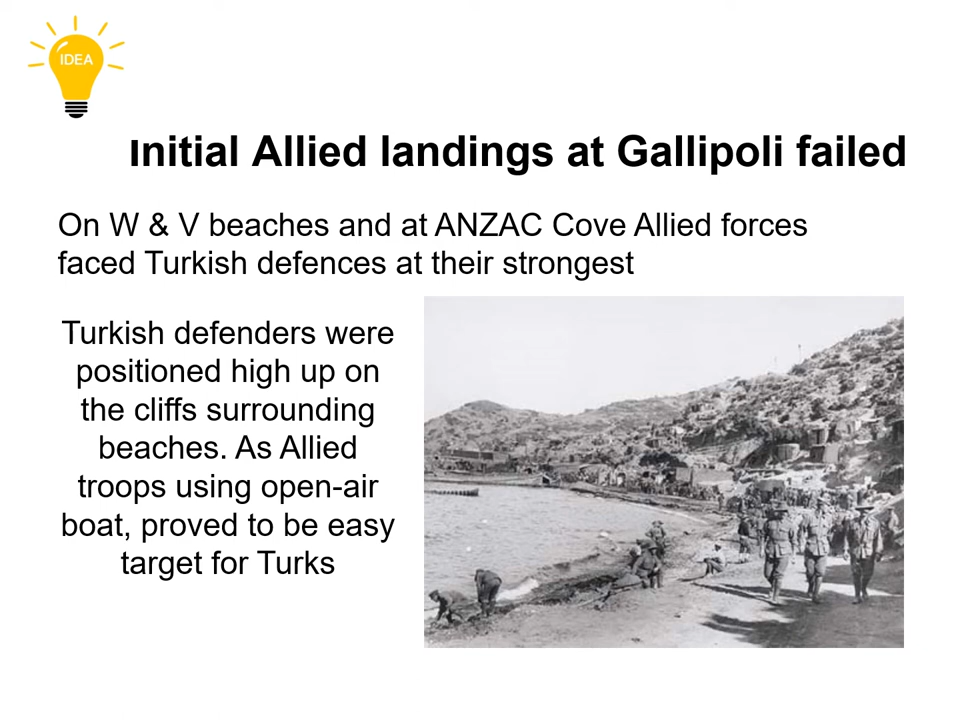 IDEA
Initial Allied landings at Gallipoli failed
On W & V beaches and at ANZAC Cove Allied forces
faced Turkish defences at their strongest
Turkish defenders were
positioned high up on
the cliffs surrounding
beaches. As Allied
troops using open-air
boat, proved to be easy
target for Turks